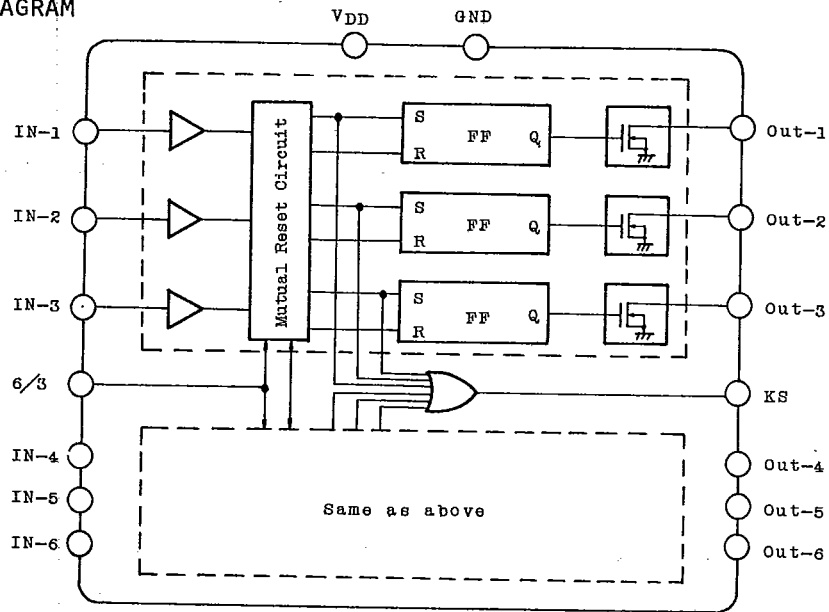 AGRAM
VDD GND
IN-1
IN-2
IN-3
6/3
IN-4
IN-5
IN-6
Mutual Reset Circuit
S FF Q
R
S FF Q
R
S FF Q
R
Out-1
Out-2
Out-3
KS
Out-4
Out-5
Out-6
Same as above